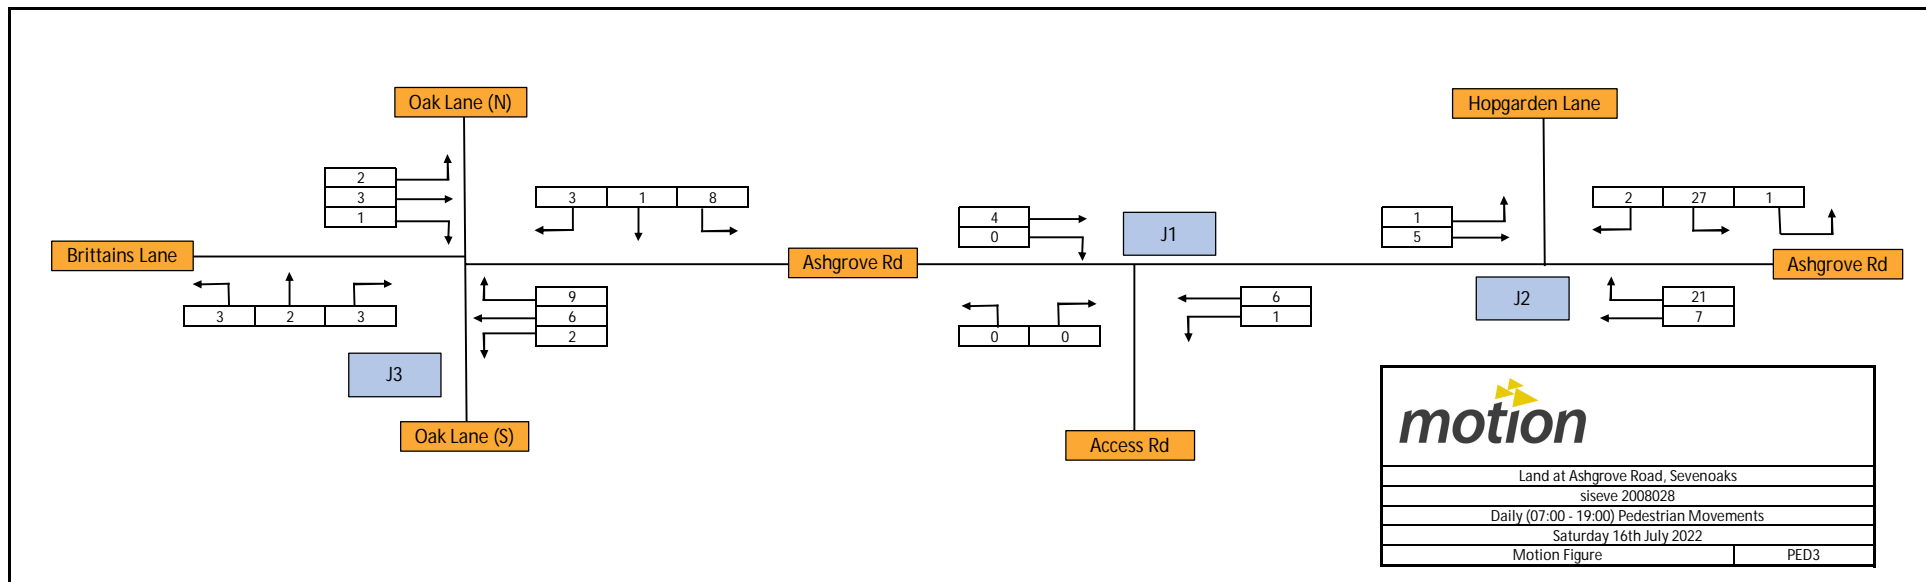 Oak Lane (N)
Hopgarden Lane
2
3
1
3 1 8
4
0
J1
1
5
2 27 1
Brittains Lane
Ashgrove Rd
Ashgrove Rd
3 2 3
9
6
2
0 0
6
1
J2
21
7
J3
Oak Lane (S)
Access Rd
motion
Land at Ashgrove Road, Sevenoaks
siseve 2008028
Daily (07:00 - 19:00) Pedestrian Movements
Saturday 16th July 2022
Motion Figure PED3